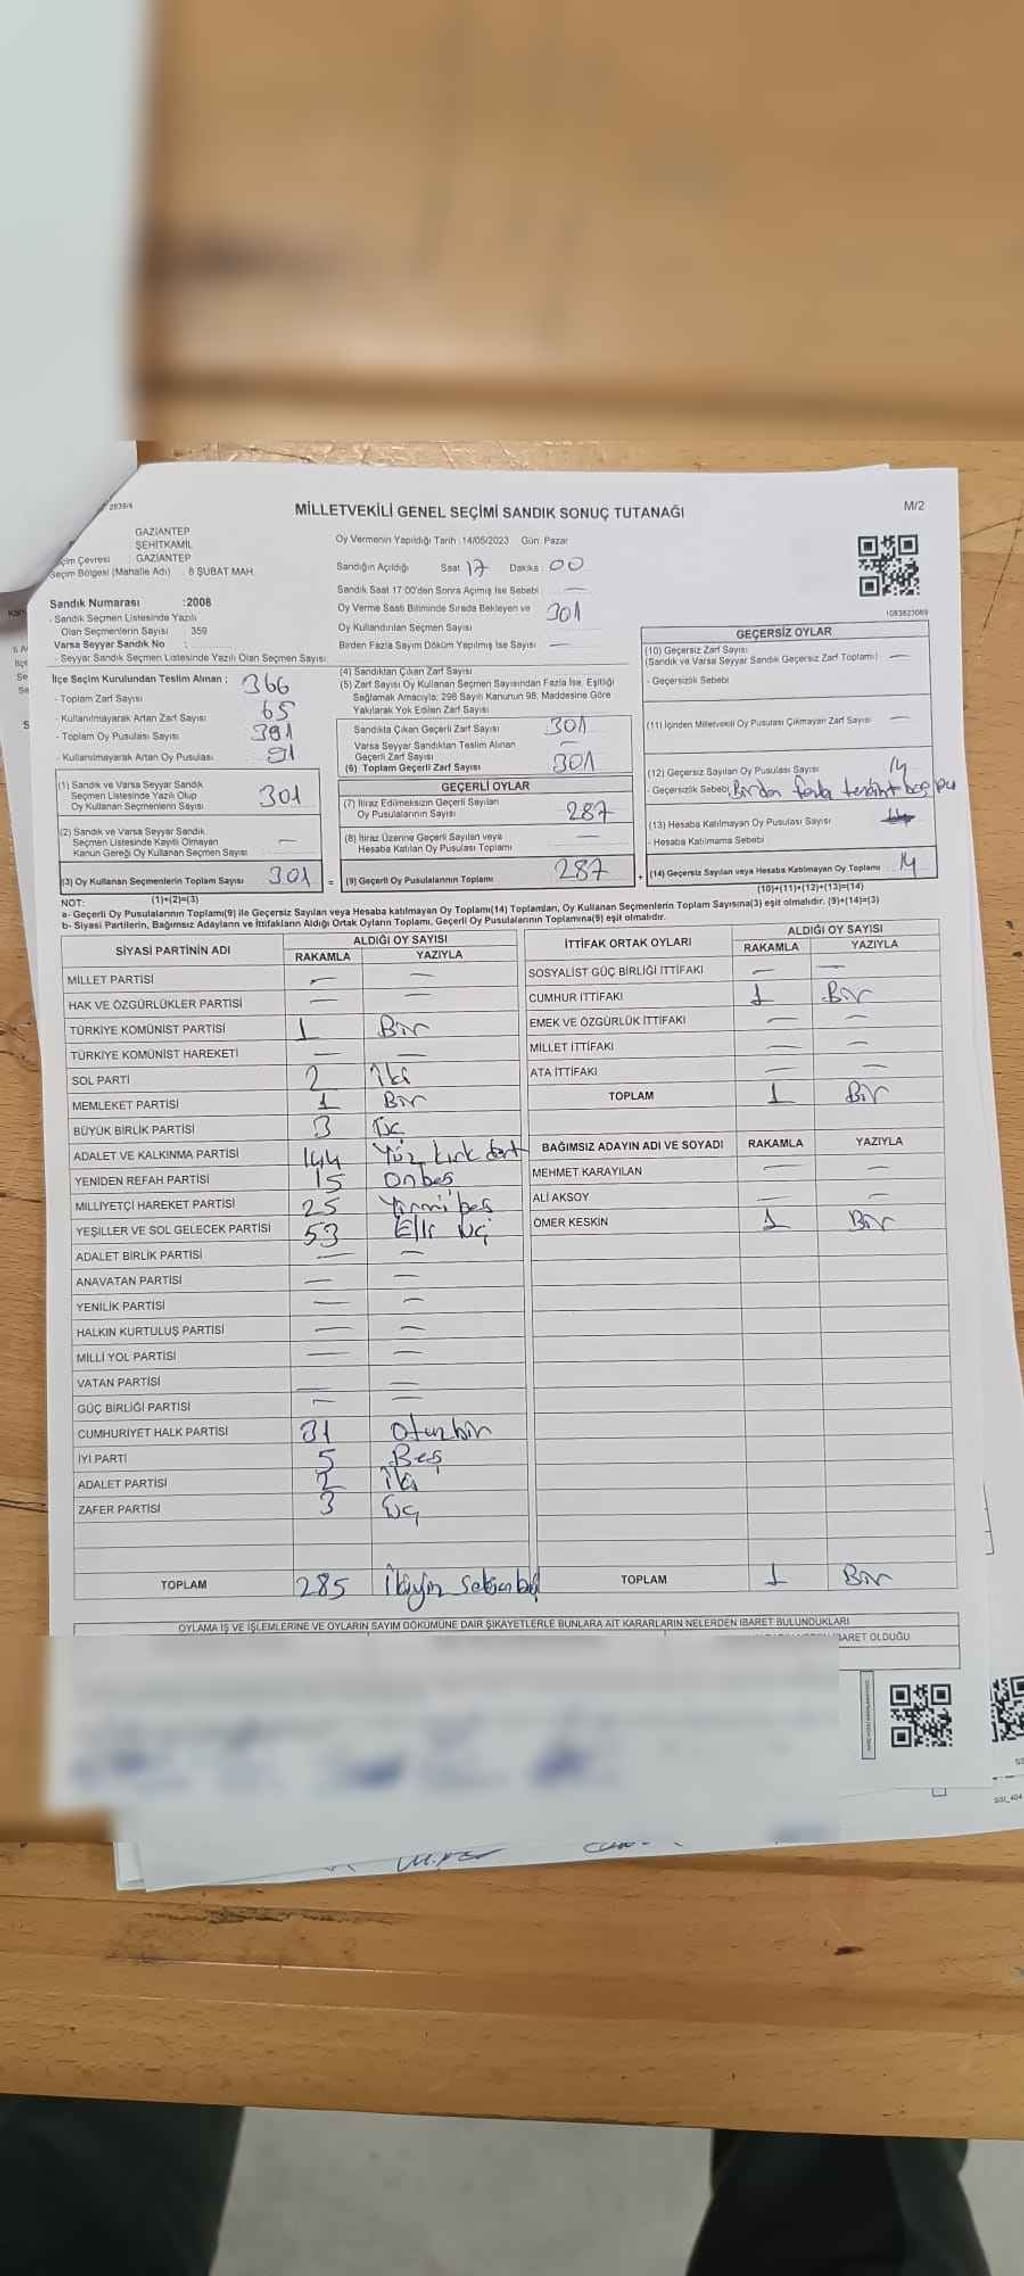 2839/4
MİLLETVEKİLİ GENEL SEÇİMİ SANDIK SONUÇ TUTANAĞI
M/2
GAZİANTEP
ŞEHİTKAMİL
Çevresi : GAZİANTEP
Seçim Bölgesi (Mahalle Adı) : 8 ŞUBAT MAH.
Sandık Numarası :2008
- Sandık Seçmen Listesinde Yazılı
Olan Seçmenlerin Sayısı : 359
Varsa Seyyar Sandık No :
- Seyyar Sandık Seçmen Listesinde Yazılı Olan Seçmen Sayısı:
İlçe Seçim Kurulundan Teslim Alınan : 366
- Toplam Zarf Sayısı
- Kullanılmayarak Artan Zarf Sayısı 65
- Toplam Oy Pusulası Sayısı 391
- Kullanılmayarak Artan Oy Pusulası 91
(1) Sandık ve Varsa Seyyar Sandık
Seçmen Listesinde Yazılı Olup
Oy Kullanan Seçmenlerin Sayısı 301
(2) Sandık ve Varsa Seyyar Sandık
Seçmen Listesinde Kayıtlı Olmayan
Kanun Gereği Oy Kullanan Seçmen Sayısı —
(3) Oy Kullanan Seçmenlerin Toplam Sayısı 301 =
Oy Vermenin Yapıldığı Tarih :14/05/2023 Gün: Pazar
Sandığın Açıldığı Saat : 17 Dakika : 00
Sandık Saat 17:00'den Sonra Açılmış İse Sebebi —
Oy Verme Saati Bitiminde Sırada Bekleyen ve
Oy Kullandırılan Seçmen Sayısı 301
Birden Fazla Sayım Döküm Yapılmış İse Sayısı —
(4) Sandıktan Çıkan Zarf Sayısı
(5) Zarf Sayısı Oy Kullanan Seçmen Sayısından Fazla İse, Eşitliği
Sağlamak Amacıyla; 298 Sayılı Kanunun 98. Maddesine Göre
Yakılarak Yok Edilen Zarf Sayısı
Sandıkta Çıkan Geçerli Zarf Sayısı 301
Varsa Seyyar Sandıktan Teslim Alınan
Geçerli Zarf Sayısı —
(6) Toplam Geçerli Zarf Sayısı 301
GEÇERLİ OYLAR
(7) İtiraz Edilmeksizin Geçerli Sayılan
Oy Pusulalarının Sayısı 287
(8) İtiraz Üzerine Geçerli Sayılan veya
Hesaba Katılan Oy Pusulası Toplamı —
(9) Geçerli Oy Pusulalarının Toplamı 287 +
1083823069
GEÇERSİZ OYLAR
(10) Geçersiz Zarf Sayısı
(Sandık ve Varsa Seyyar Sandık Geçersiz Zarf Toplamı) —
- Geçersizlik Sebebi
(11) İçinden Milletvekili Oy Pusulası Çıkmayan Zarf Sayısı —
(12) Geçersiz Sayılan Oy Pusulası Sayısı 14
- Geçersizlik Sebebi Birden fazla
(13) Hesaba Katılmayan Oy Pusulası Sayısı
- Hesaba Katılmama Sebebi
(14) Geçersiz Sayılan veya Hesaba Katılmayan Oy Toplamı 14
NOT: (1)+(2)=(3) (10)+(11)+(12)+(13)=(14)
a- Geçerli Oy Pusulalarının Toplamı(9) ile Geçersiz Sayılan veya Hesaba katılmayan Oy Toplamı(14) Toplamları, Oy Kullanan Seçmenlerin Toplam Sayısına(3) eşit olmalıdır. (9)+(14)=(3)
b- Siyasi Partilerin, Bağımsız Adayların ve İttifakların Aldığı Ortak Oyların Toplamı, Geçerli Oy Pusulalarının Toplamına(9) eşit olmalıdır.
SİYASİ PARTİNİN ADI ALDIĞI OY SAYISI
RAKAMLA YAZIYLA
MİLLET PARTİSİ — —
HAK VE ÖZGÜRLÜKLER PARTİSİ — —
TÜRKİYE KOMÜNİST PARTİSİ 1 Bir
TÜRKİYE KOMÜNİST HAREKETİ — —
SOL PARTİ 2 İki
MEMLEKET PARTİSİ 1 Bir
BÜYÜK BİRLİK PARTİSİ 3 Üç
ADALET VE KALKINMA PARTİSİ 144 Yüz kırk dört
YENİDEN REFAH PARTİSİ 15 Onbeş
MİLLİYETÇİ HAREKET PARTİSİ 25 Yirmi beş
YEŞİLLER VE SOL GELECEK PARTİSİ 53 Elli üç
ADALET BİRLİK PARTİSİ — —
ANAVATAN PARTİSİ — —
YENİLİK PARTİSİ — —
HALKIN KURTULUŞ PARTİSİ — —
MİLLİ YOL PARTİSİ — —
VATAN PARTİSİ — —
GÜÇ BİRLİĞİ PARTİSİ — —
CUMHURİYET HALK PARTİSİ 31 Otuzbir
İYİ PARTİ 5 Beş
ADALET PARTİSİ 2 İki
ZAFER PARTİSİ 3 Üç
TOPLAM 285
İTTİFAK ORTAK OYLARI ALDIĞI OY SAYISI
RAKAMLA YAZIYLA
SOSYALİST GÜÇ BİRLİĞİ İTTİFAKI — —
CUMHUR İTTİFAKI 1 Bir
EMEK VE ÖZGÜRLÜK İTTİFAKI — —
MİLLET İTTİFAKI — —
ATA İTTİFAKI — —
TOPLAM 1 Bir
BAĞIMSIZ ADAYIN ADI VE SOYADI RAKAMLA YAZIYLA
MEHMET KARAYILAN — —
ALİ AKSOY — —
ÖMER KESKİN 1 Bir
TOPLAM 1 Bir
OYLAMA İŞ VE İŞLEMLERİNE VE OYLARIN SAYIM DÖKÜMÜNE DAİR ŞİKAYETLERLE BUNLARA AİT KARARLARIN NELERDEN İBARET BULUNDUKLARI
İBARET OLDUĞU